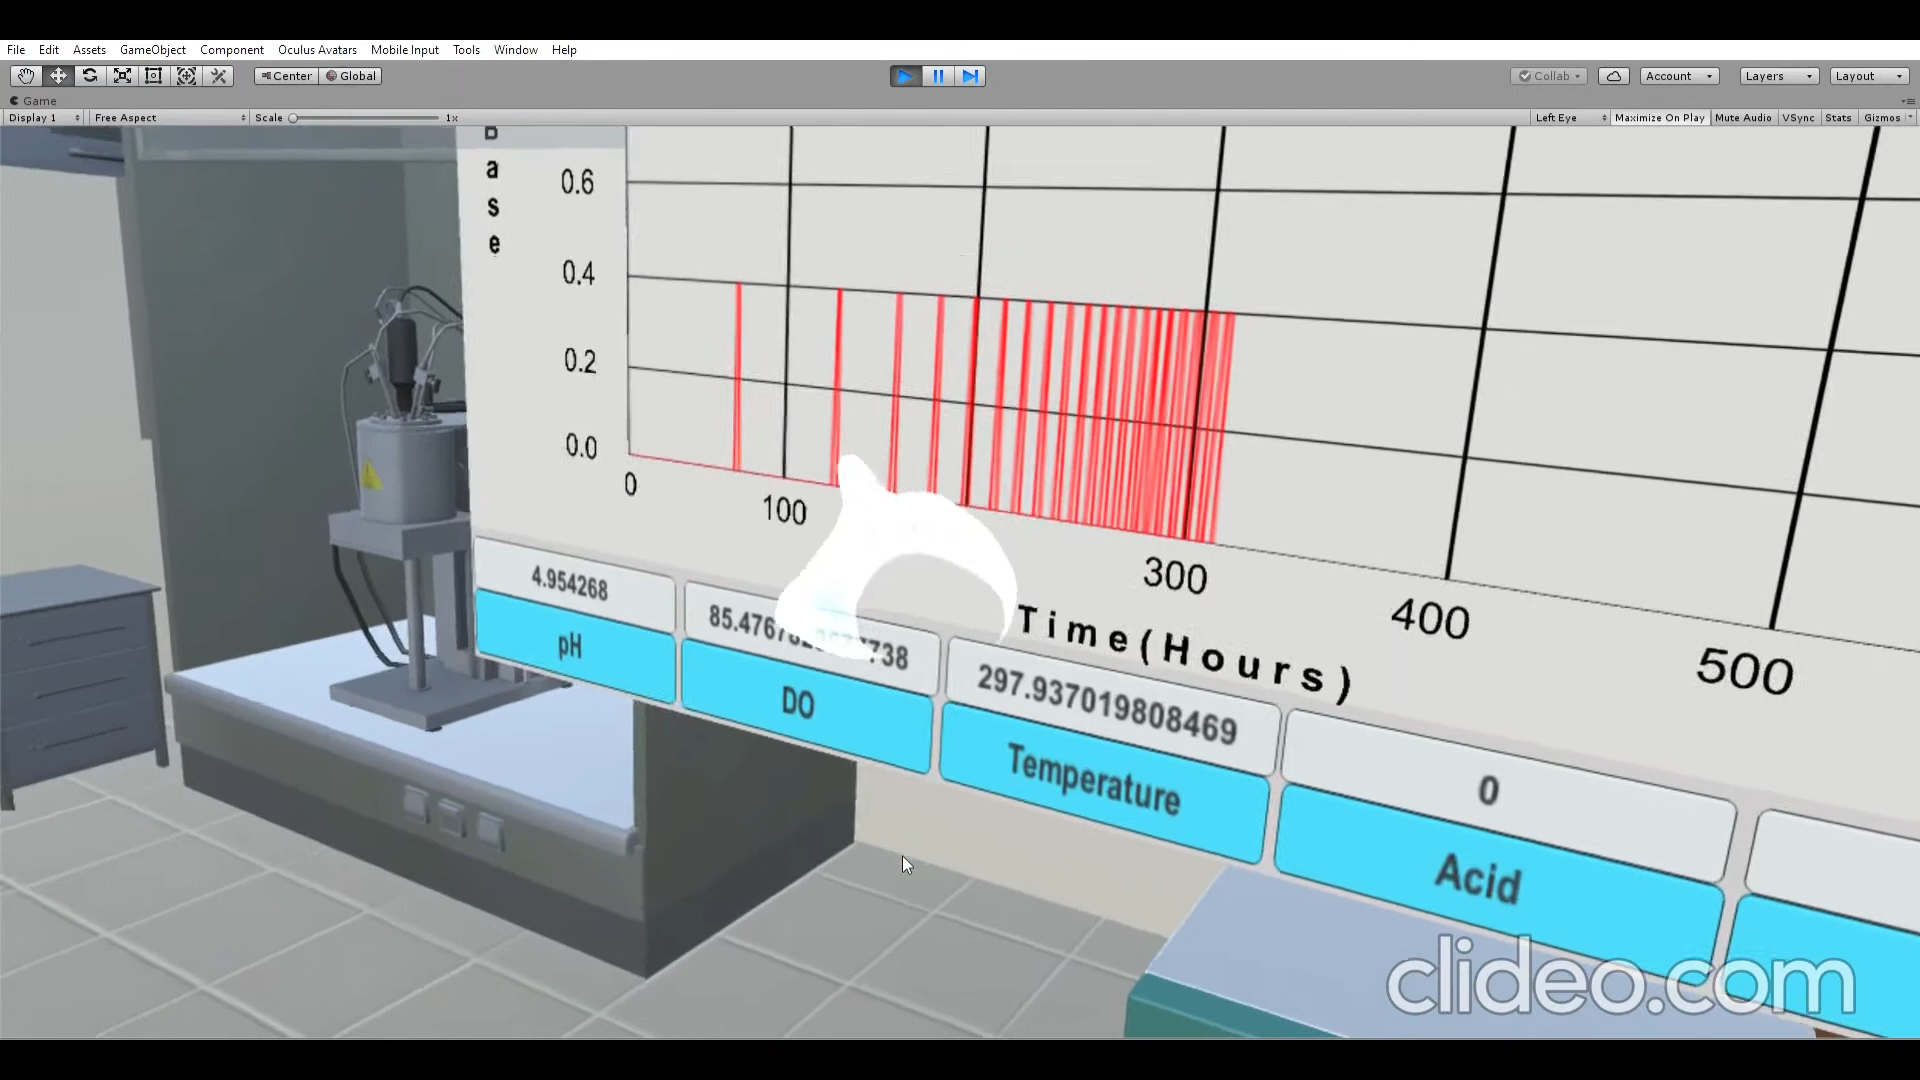 File Edit Assets GameObject Component Oculus Avatars Mobile Input Tools Window Help
Center Global Collab Account Layers Layout
Game
Display 1 Free Aspect Scale 1x Left Eye Maximize On Play Mute Audio VSync Stats Gizmos
Base
0.6
0.4
0.2
0.0
0 100 300 400 500
Time(Hours)
4.954268
pH
DO
297.937019808469
Temperature
0
Acid
clideo.com